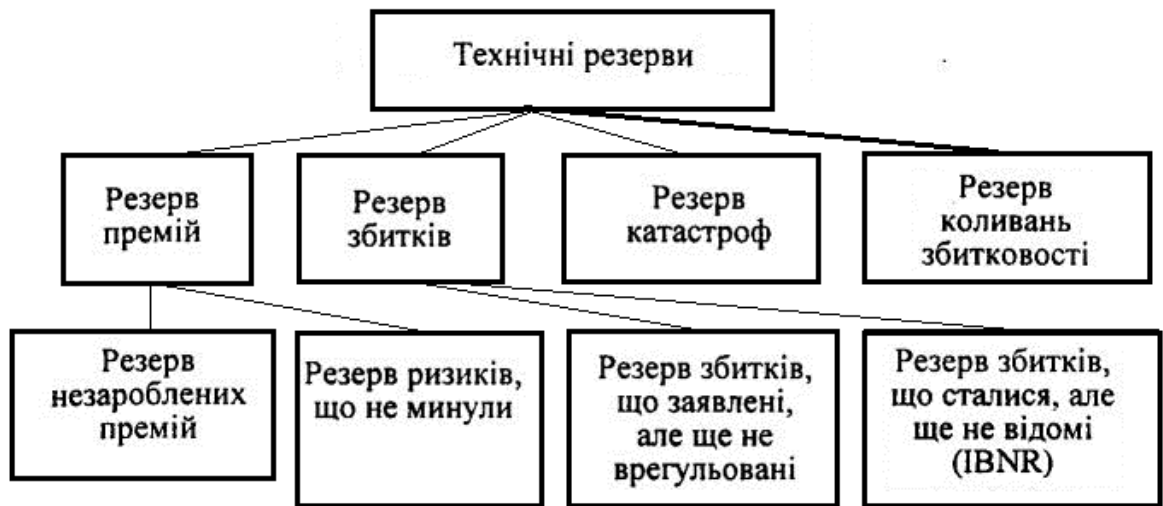 Технічні резерви
Резерв
премій
Резерв
збитків
Резерв
катастроф
Резерв
коливань
збитковості
Резерв
незароблених
премій
Резерв ризиків,
що не минули
Резерв збитків,
що заявлені,
але ще не
врегульовані
Резерв збитків,
що сталися, але
ще не відомі
(IBNR)